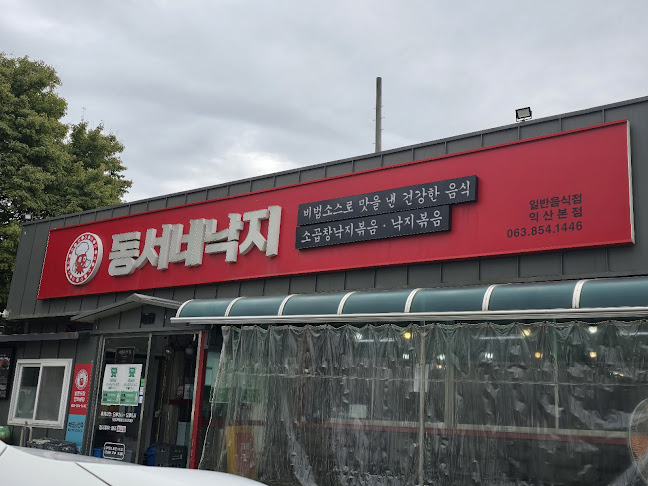 동서네낙지
비법소스로 맛을 낸 건강한 음식
소곱창낙지볶음 · 낙지볶음
일반음식점
익산본점
063.854.1446